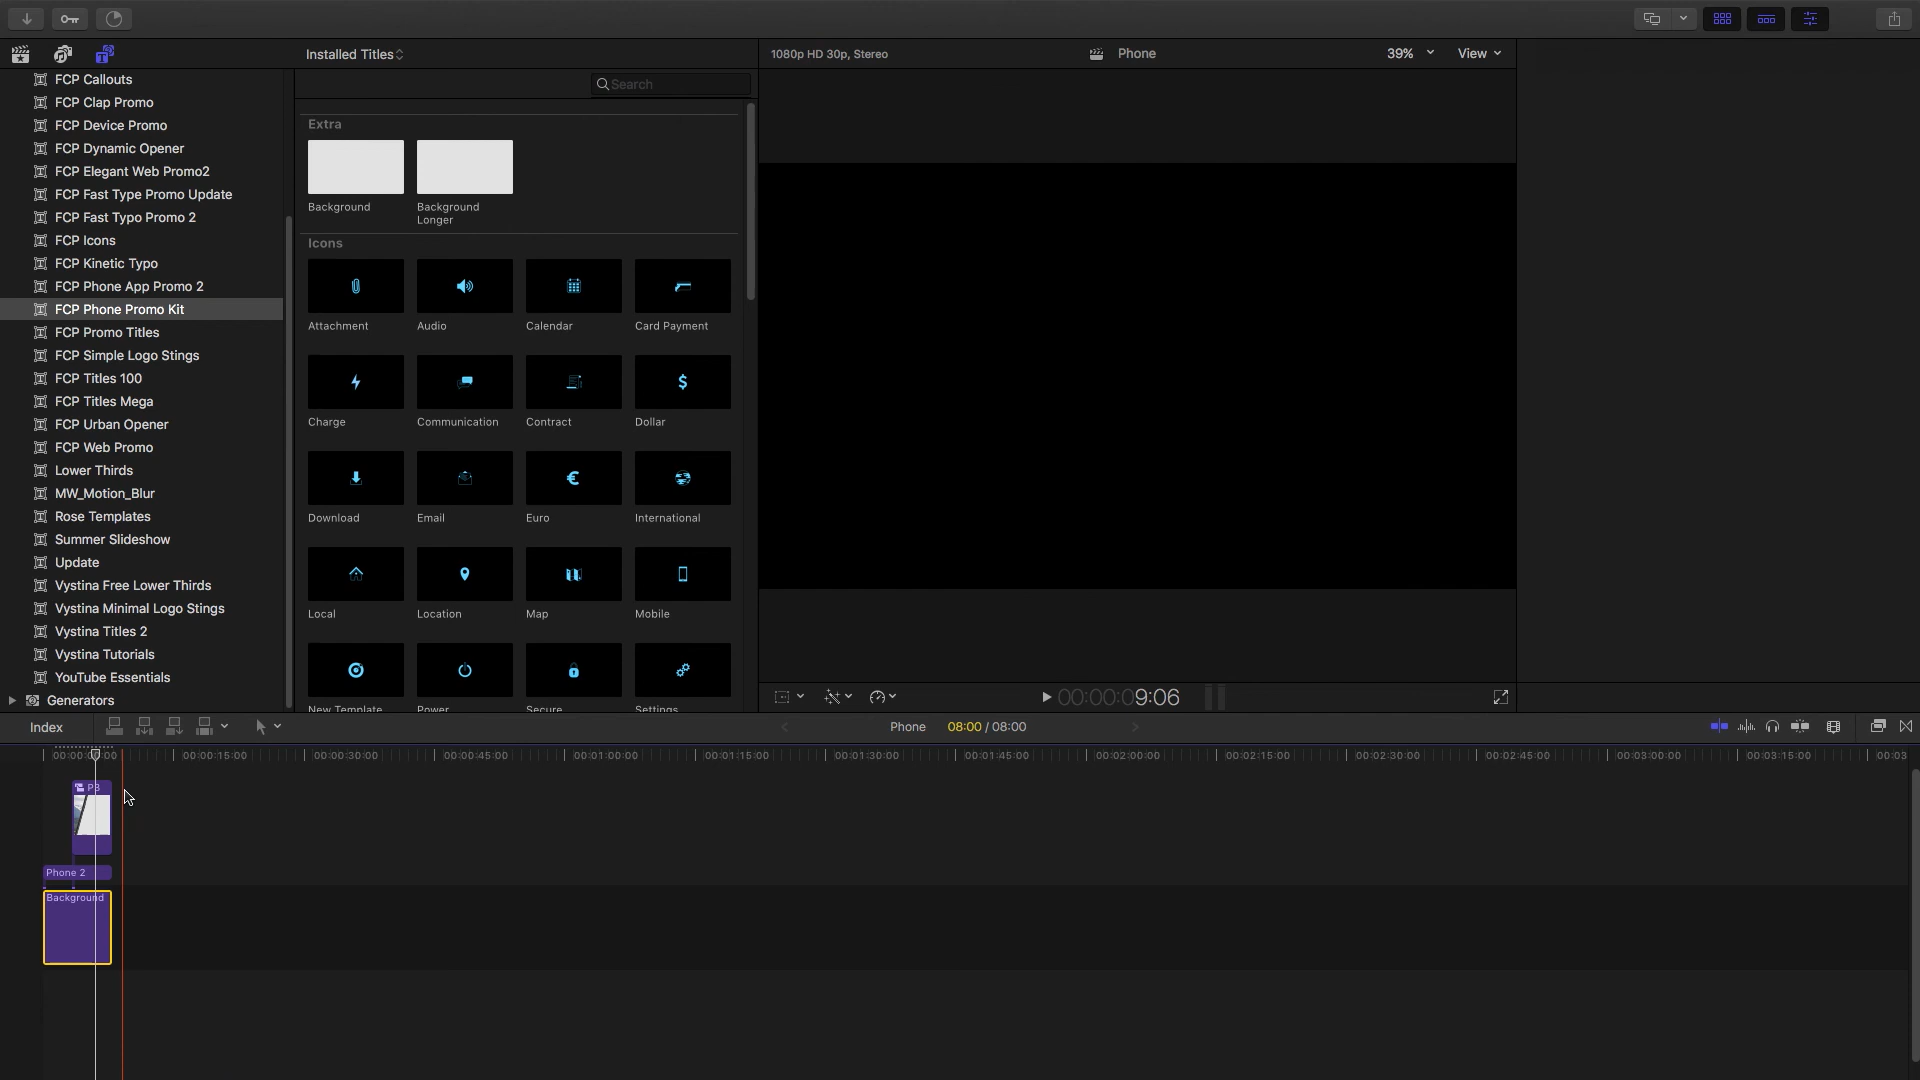 Installed Titles
1080p HD 30p, Stereo
Phone
39%
View
FCP Callouts
FCP Clap Promo
FCP Device Promo
FCP Dynamic Opener
FCP Elegant Web Promo2
FCP Fast Type Promo Update
FCP Fast Typo Promo 2
FCP Icons
FCP Kinetic Typo
FCP Phone App Promo 2
FCP Phone Promo Kit
FCP Promo Titles
FCP Simple Logo Stings
FCP Titles 100
FCP Titles Mega
FCP Urban Opener
FCP Web Promo
Lower Thirds
MW_Motion_Blur
Rose Templates
Summer Slideshow
Update
Vystina Free Lower Thirds
Vystina Minimal Logo Stings
Vystina Titles 2
Vystina Tutorials
YouTube Essentials
Generators
Search
Extra
Background
Background Longer
Icons
Attachment
Audio
Calendar
Card Payment
Charge
Communication
Contract
Dollar
Download
Email
Euro
International
Local
Location
Map
Mobile
New Template
Power
Secure
Settings
00:00:09:06
Index
Phone
08:00 / 08:00
00:00:15:00
00:00:30:00
00:00:45:00
00:01:00:00
00:01:15:00
00:01:30:00
00:01:45:00
00:02:00:00
00:02:15:00
00:02:30:00
00:02:45:00
00:03:00:00
00:03:15:00
00:03
Phone 2
Background